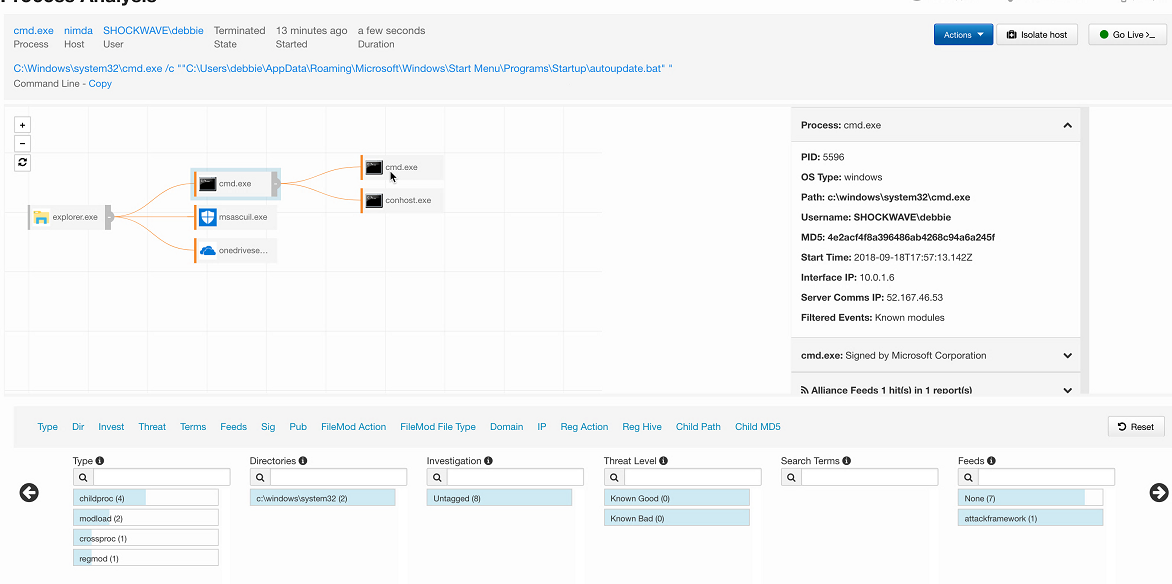 Process Analysis
cmd.exe nimda SHOCKWAVE\debbie Terminated 13 minutes ago a few seconds
Process Host User State Started Duration
Actions Isolate host Go Live >_
C:\Windows\system32\cmd.exe /c ""C:\Users\debbie\AppData\Roaming\Microsoft\Windows\Start Menu\Programs\Startup\autoupdate.bat" "
Command Line - Copy
+
−
cmd.exe
conhost.exe
cmd.exe
msascuil.exe
explorer.exe
onedrivese...
Process: cmd.exe
PID: 5596
OS Type: windows
Path: c:\windows\system32\cmd.exe
Username: SHOCKWAVE\debbie
MD5: 4e2acf4f8a396486ab4268c94a6a245f
Start Time: 2018-09-18T17:57:13.142Z
Interface IP: 10.0.1.6
Server Comms IP: 52.167.46.53
Filtered Events: Known modules
cmd.exe: Signed by Microsoft Corporation
Alliance Feeds 1 hit(s) in 1 report(s)
Type Dir Invest Threat Terms Feeds Sig Pub FileMod Action FileMod File Type Domain IP Reg Action Reg Hive Child Path Child MD5 Reset
Type Directories Investigation Threat Level Search Terms Feeds
childproc (4) c:\windows\system32 (2) Untagged (8) Known Good (0) None (7)
modload (2) Known Bad (0) attackframework (1)
crossproc (1)
regmod (1)